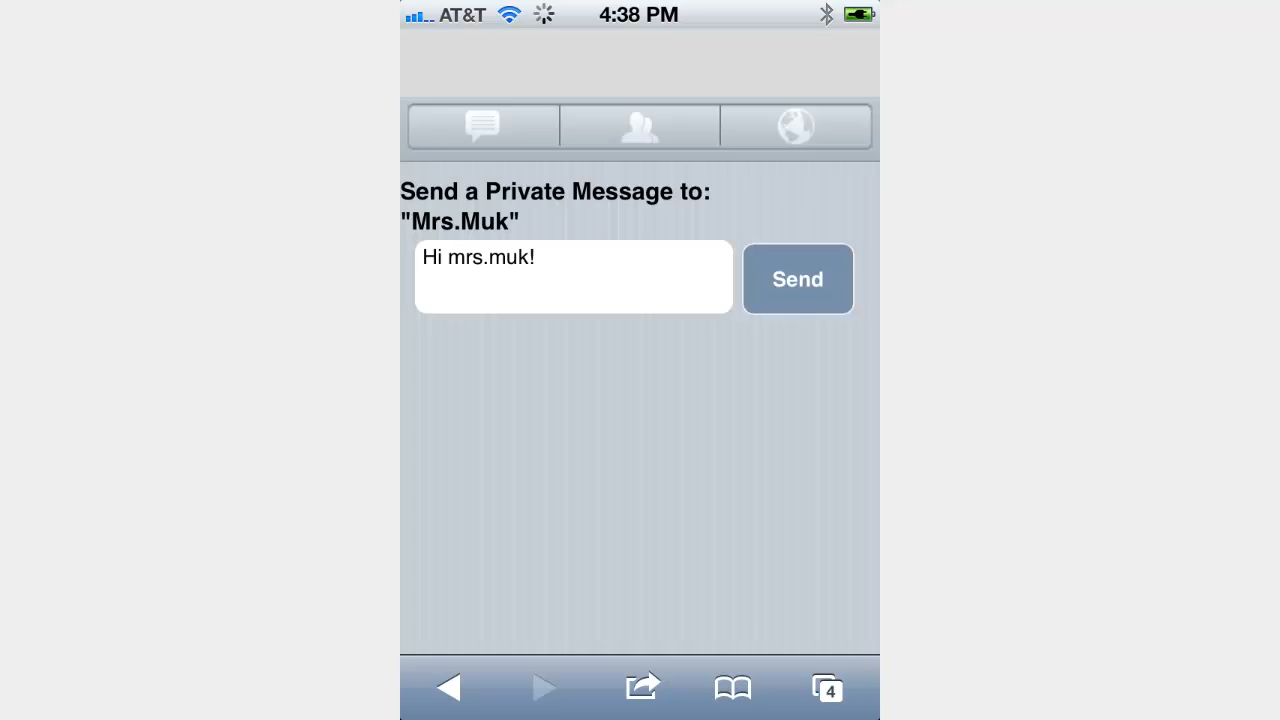 AT&T 4:38 PM
Send a Private Message to:
"Mrs.Muk"
Hi mrs.muk!
Send
4